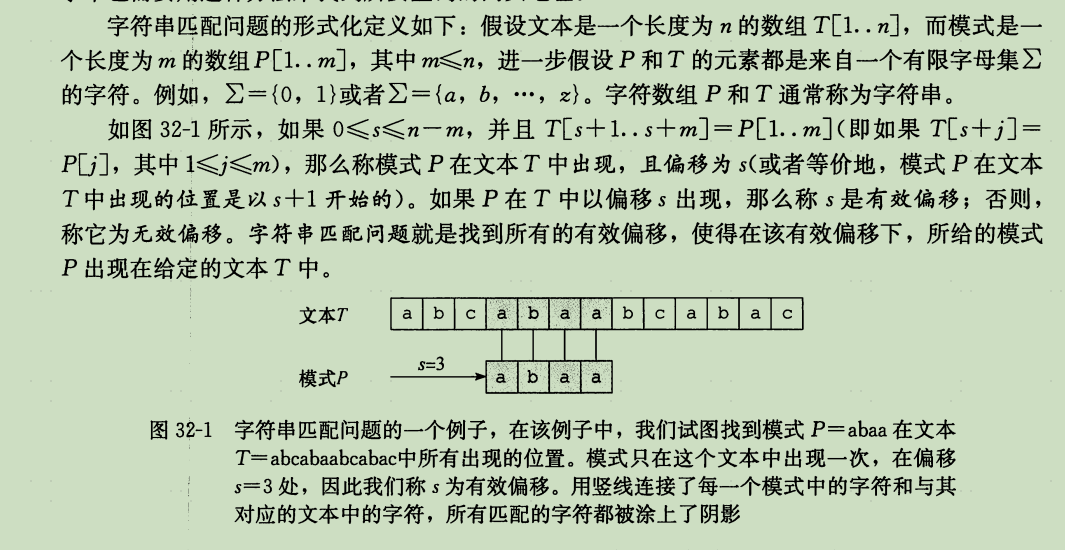 字符串匹配问题的形式化定义如下：假设文本是一个长度为 n 的数组 T[1..n]，而模式是一
个长度为 m 的数组P[1..m]，其中 m≤n，进一步假设 P 和 T 的元素都是来自一个有限字母集∑
的字符。例如，∑={0，1}或者∑={a，b，…，z}。字符数组 P 和 T 通常称为字符串。
如图 32-1 所示，如果 0≤s≤n-m，并且 T[s+1..s+m]=P[1..m](即如果 T[s+j]=
P[j]，其中 1≤j≤m)，那么称模式 P 在文本 T 中出现，且偏移为 s(或者等价地，模式 P 在文本
T 中出现的位置是以 s+1 开始的)。如果 P 在 T 中以偏移 s 出现，那么称 s 是有效偏移；否则，
称它为无效偏移。字符串匹配问题就是找到所有的有效偏移，使得在该有效偏移下，所给的模式
P 出现在给定的文本 T 中。
文本T a b c a b a a b c a b a c
s=3
模式P a b a a
图 32-1 字符串匹配问题的一个例子，在该例子中，我们试图找到模式 P=abaa 在文本
T=abcabaabcabac中所有出现的位置。模式只在这个文本中出现一次，在偏移
s=3 处，因此我们称 s 为有效偏移。用竖线连接了每一个模式中的字符和与其
对应的文本中的字符，所有匹配的字符都被涂上了阴影